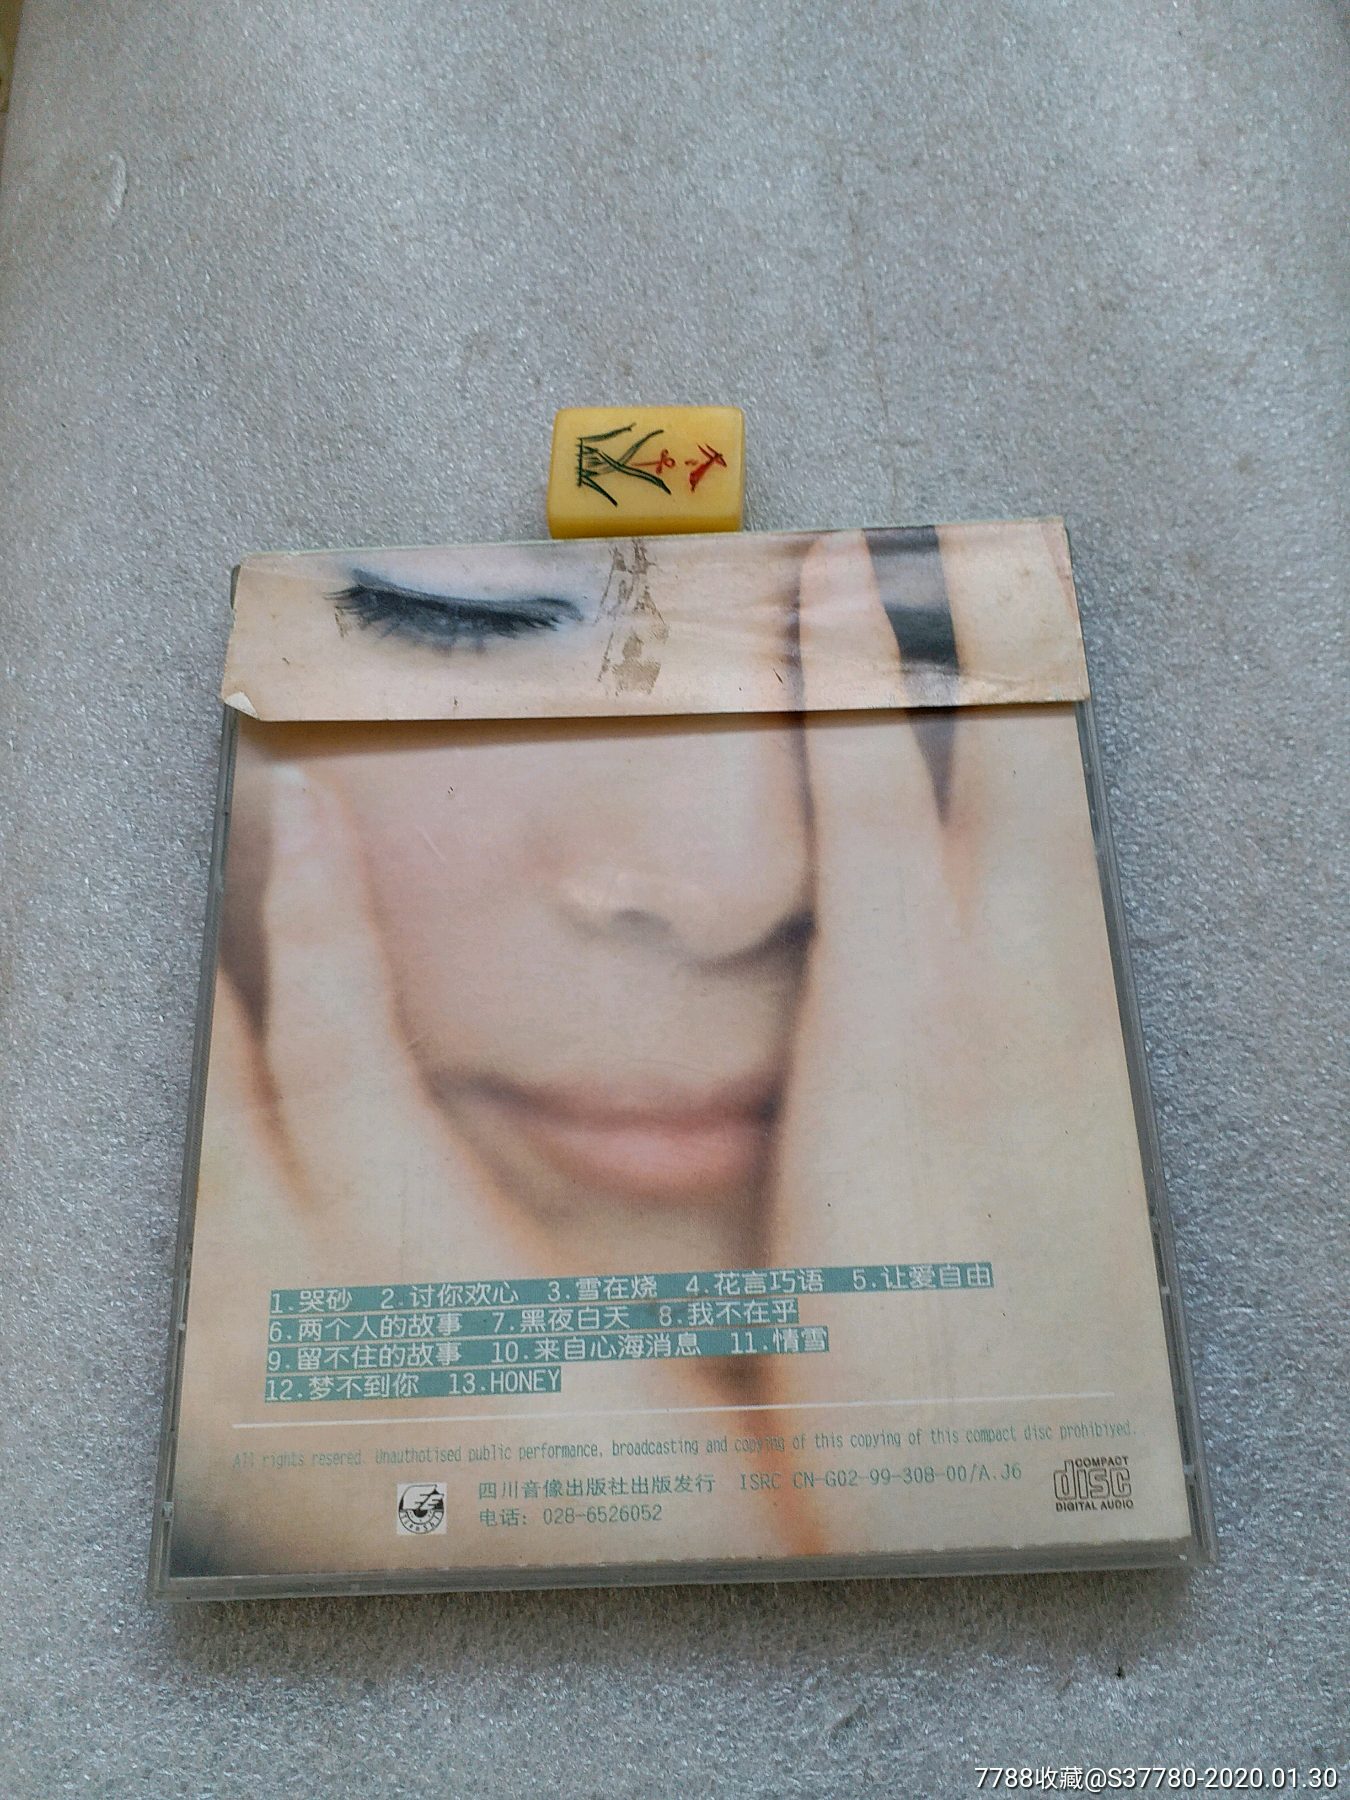 1.哭砂 2.讨你欢心 3.雪在烧 4.花言巧语 5.让爱自由
6.两个人的故事 7.黑夜白天 8.我不在乎
9.留不住的故事 10.来自心海消息 11.情雪
12.梦不到你 13.HONEY
All rights resered. Unauthotised public performance, broadcasting and copying of this copying of this compact disc prohibiyed.
四川音像出版社出版发行 ISRC CN-G02-99-308-00/A.J6
电话: 028-6526052
COMPACT
disc
DIGITAL AUDIO
7788收藏@S37780-2020.01.30